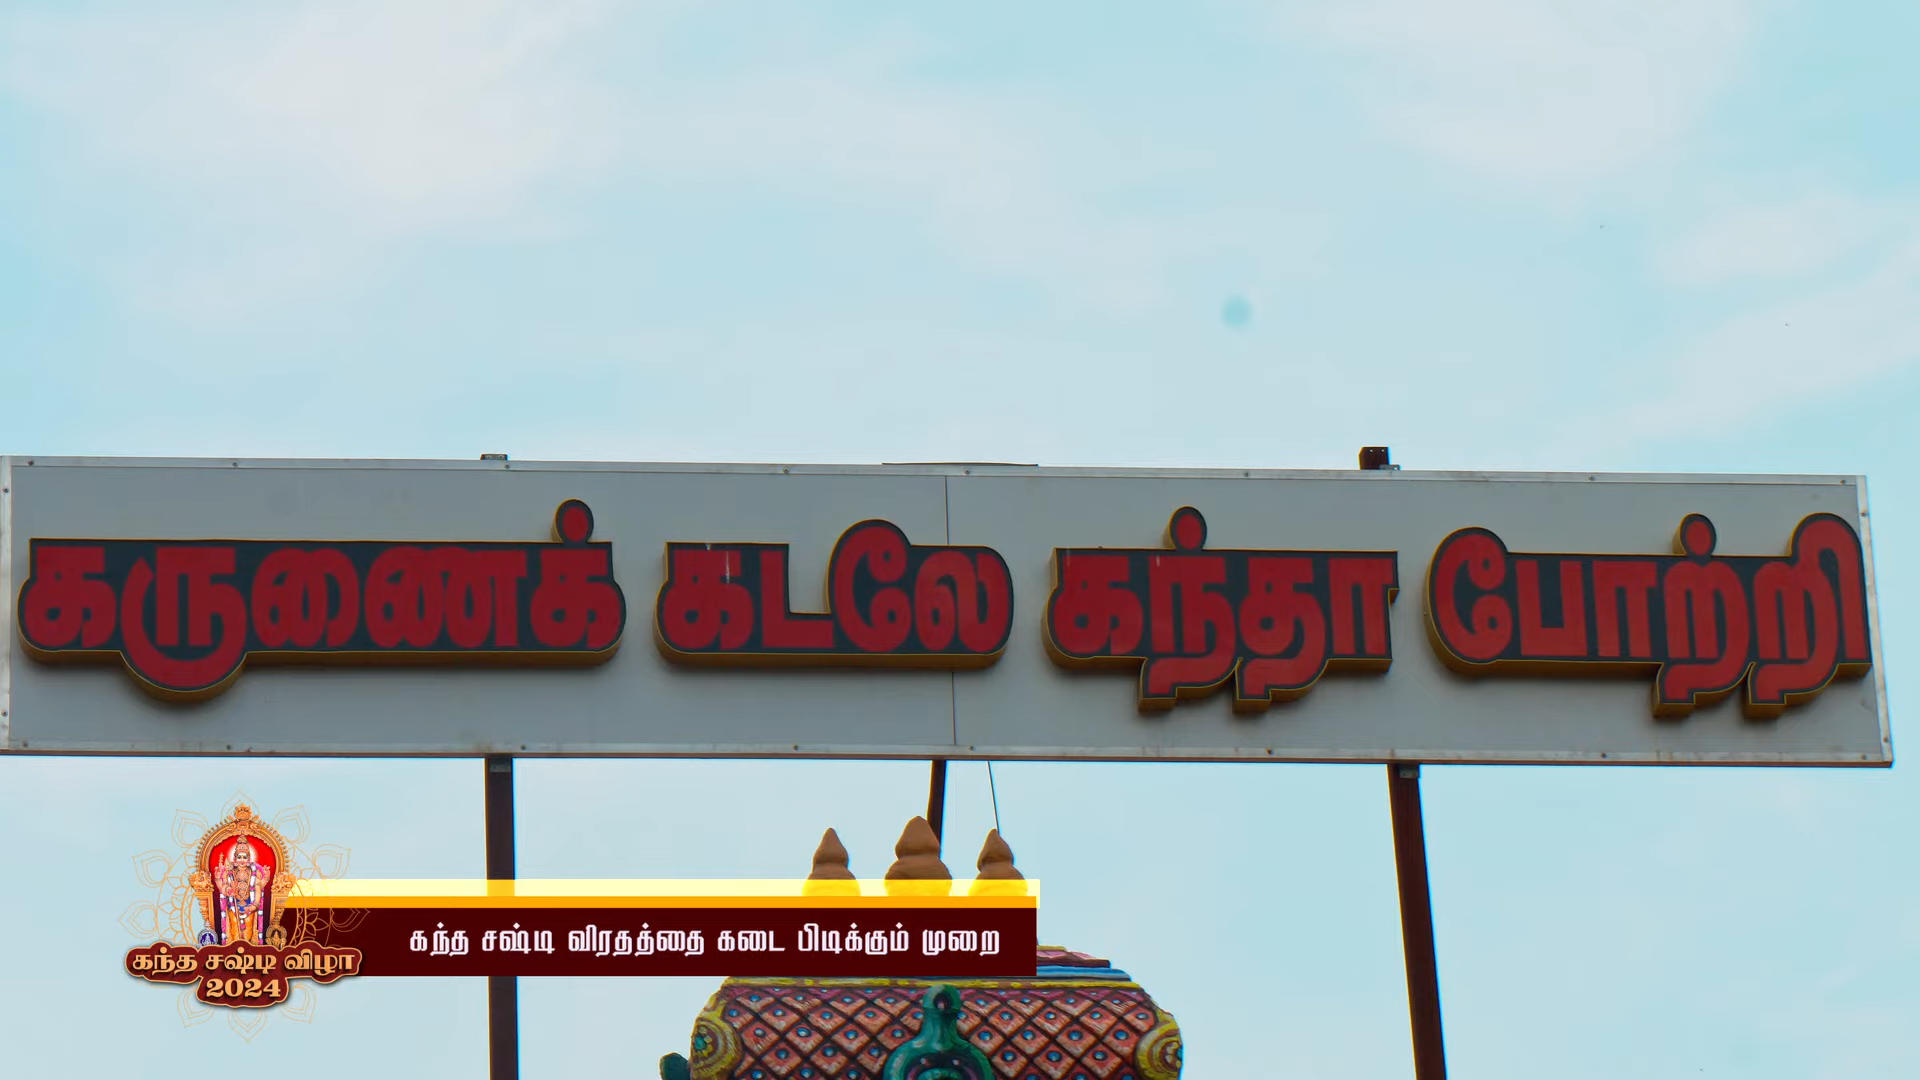 கருணைக் கடலே கந்தா போற்றி
கந்த சஷ்டி விரதத்தை கடை பிடிக்கும் முறை
கந்த சஷ்டி விழா
2024